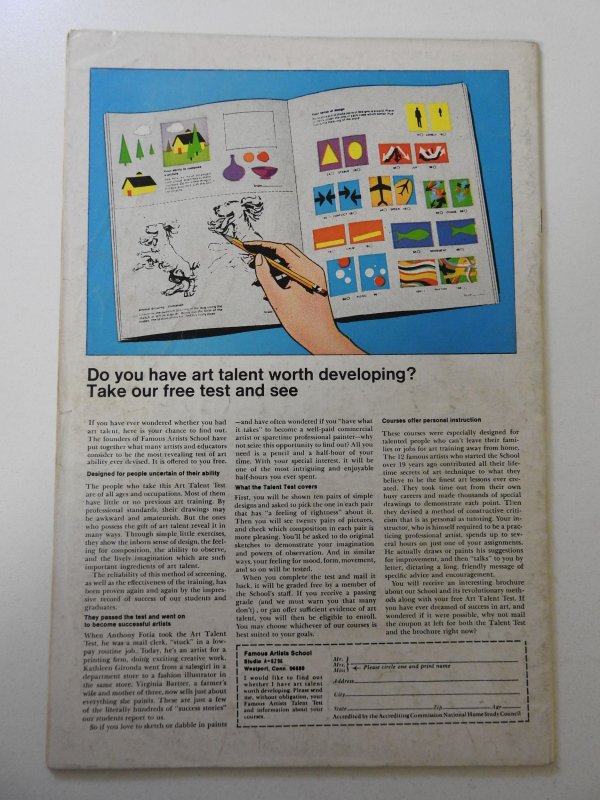 Do you have art talent worth developing?
Take our free test and see
If you have ever wondered whether you had
art talent, here is your chance to find out.
The founders of Famous Artists School have
put together what many artists and educators
consider to be the most revealing test of art
ability ever devised. It is offered to you free.
Designed for people uncertain of their ability
The people who take this Art Talent Test
are of all ages and occupations. Most of them
have little or no previous art training. By
professional standards, their drawings may
be awkward and amateurish. But the ones
who possess the gift of art talent reveal it in
many ways. Through simple little exercises,
they show the inborn sense of design, the feel-
ing for composition, the ability to observe,
and the lively imagination which are such
important ingredients of art talent.
The reliability of this method of screening,
as well as the effectiveness of the training, has
been proven again and again by the impres-
sive record of success of our students and
graduates.
They passed the test and went on
to become successful artists
When Anthony Fotia took the Art Talent
Test, he was a mail clerk, "stuck" in a low-
pay routine job. Today, he's an artist for a
printing firm, doing exciting creative work.
Kathleen Gironda went from a salesgirl in a
department store to a fashion illustrator in
the same store. Virginia Bartter, a farmer's
wife and mother of three, now sells just about
everything she paints. These are just a few
of the literally hundreds of "success stories"
our students report to us.
So if you love to sketch or dabble in paints
—and have often wondered if you "have what
it takes" to become a well-paid commercial
artist or sparetime professional painter—why
not seize this opportunity to find out? All you
need is a pencil and a half-hour of your
time. With your special interest, it will be
one of the most intriguing and enjoyable
half-hours you ever spent.
What the Talent Test covers
First, you will be shown ten pairs of simple
designs and asked to pick the one in each pair
that has "a feeling of rightness" about it.
Then you will see twenty pairs of pictures,
and check which composition in each pair is
more pleasing. You'll be asked to do original
sketches to demonstrate your imagination
and powers of observation. And in similar
ways, your feeling for mood, form, movement,
and so on will be tested.
When you complete the test and mail it
back, it will be graded free by a member of
the School's staff. If you receive a passing
grade (and we must warn you that many
don't), or can offer sufficient evidence of art
talent, you will then be eligible to enroll.
You may choose whichever of our courses is
best suited to your goals.
Courses offer personal instruction
These courses were especially designed for
talented people who can't leave their fami-
lies or jobs for art training away from home.
The 12 famous artists who started the School
over 19 years ago contributed all their life-
time secrets of art technique to what they
believe to be the finest art lessons ever cre-
ated. They took time out from their own
busy careers and made thousands of special
drawings to demonstrate each point. Then
they devised a method of constructive criti-
cism that is as personal as tutoring. Your in-
structor, who is himself required to be a prac-
ticing professional artist, spends up to sev-
eral hours on just one of your assignments.
He actually draws or paints his suggestions
for improvement, and then "talks" to you by
letter, dictating a long, friendly message of
specific advice and encouragement.
You will receive an interesting brochure
about our School and its revolutionary meth-
ods along with your free Art Talent Test. If
you have ever dreamed of success in art, and
wondered if it were possible, why not mail
the coupon at left for both the Talent Test
and the brochure right now?
Famous Artists School
Studio
Westport, Conn. 06880
I would like to find out
whether I have art talent
worth developing. Please send
me, without obligation, your
Famous Artists Talent Test
and information about your
courses.
Mr.
Mrs.
Miss
Please circle one and print name
Address
City
State Zip Age
Accredited by the Accrediting Commission National Home Study Council